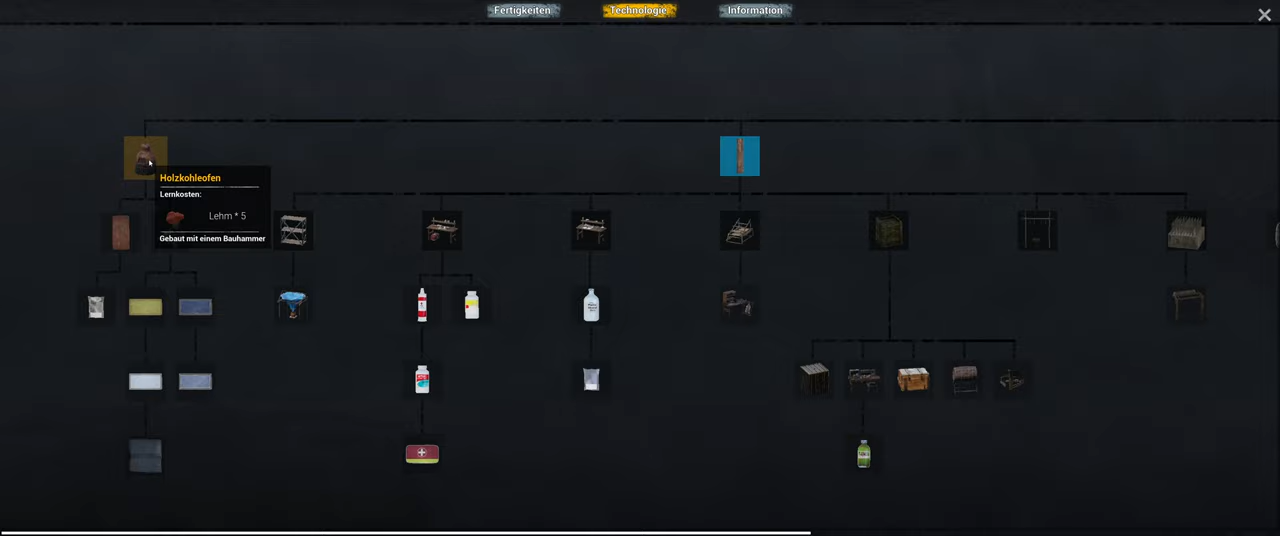 Fertigkeiten
Technologie
Information
Holzkohleofen
Lernkosten:
Lehm * 5
Gebaut mit einem Bauhammer